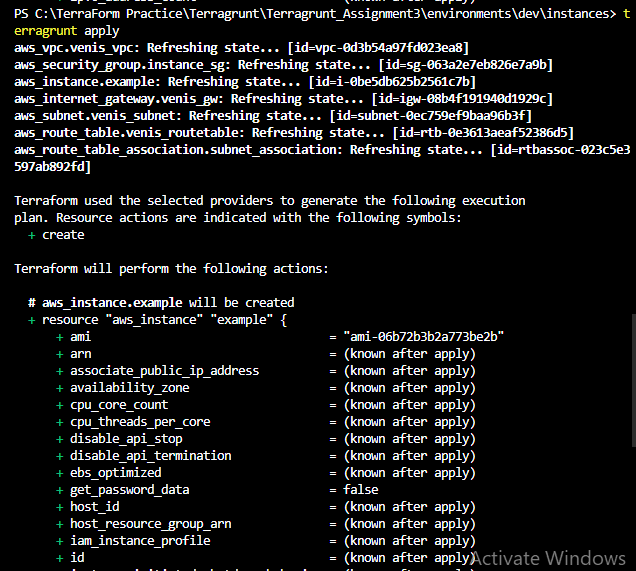 PS C:\TerraForm Practice\Terragrunt\Terragrunt_Assignment3\environments\dev\instances> t
erragrunt apply
aws_vpc.venis_vpc: Refreshing state... [id=vpc-0d3b54a97fd023ea8]
aws_security_group.instance_sg: Refreshing state... [id=sg-063a2e7eb826e7a9b]
aws_instance.example: Refreshing state... [id=i-0be5db625b2561c7b]
aws_internet_gateway.venis_gw: Refreshing state... [id=igw-08b4f191940d1929c]
aws_subnet.venis_subnet: Refreshing state... [id=subnet-0ec759ef9baa96b3f]
aws_route_table.venis_routetable: Refreshing state... [id=rtb-0e3613aeaf52386d5]
aws_route_table_association.subnet_association: Refreshing state... [id=rtbassoc-023c5e3
597ab892fd]
Terraform used the selected providers to generate the following execution
plan. Resource actions are indicated with the following symbols:
+ create
Terraform will perform the following actions:
# aws_instance.example will be created
+ resource "aws_instance" "example" {
+ ami = "ami-06b72b3b2a773be2b"
+ arn = (known after apply)
+ associate_public_ip_address = (known after apply)
+ availability_zone = (known after apply)
+ cpu_core_count = (known after apply)
+ cpu_threads_per_core = (known after apply)
+ disable_api_stop = (known after apply)
+ disable_api_termination = (known after apply)
+ ebs_optimized = (known after apply)
+ get_password_data = false
+ host_id = (known after apply)
+ host_resource_group_arn = (known after apply)
+ iam_instance_profile = (known after apply)
+ id = (known after apply)
Activate Windows